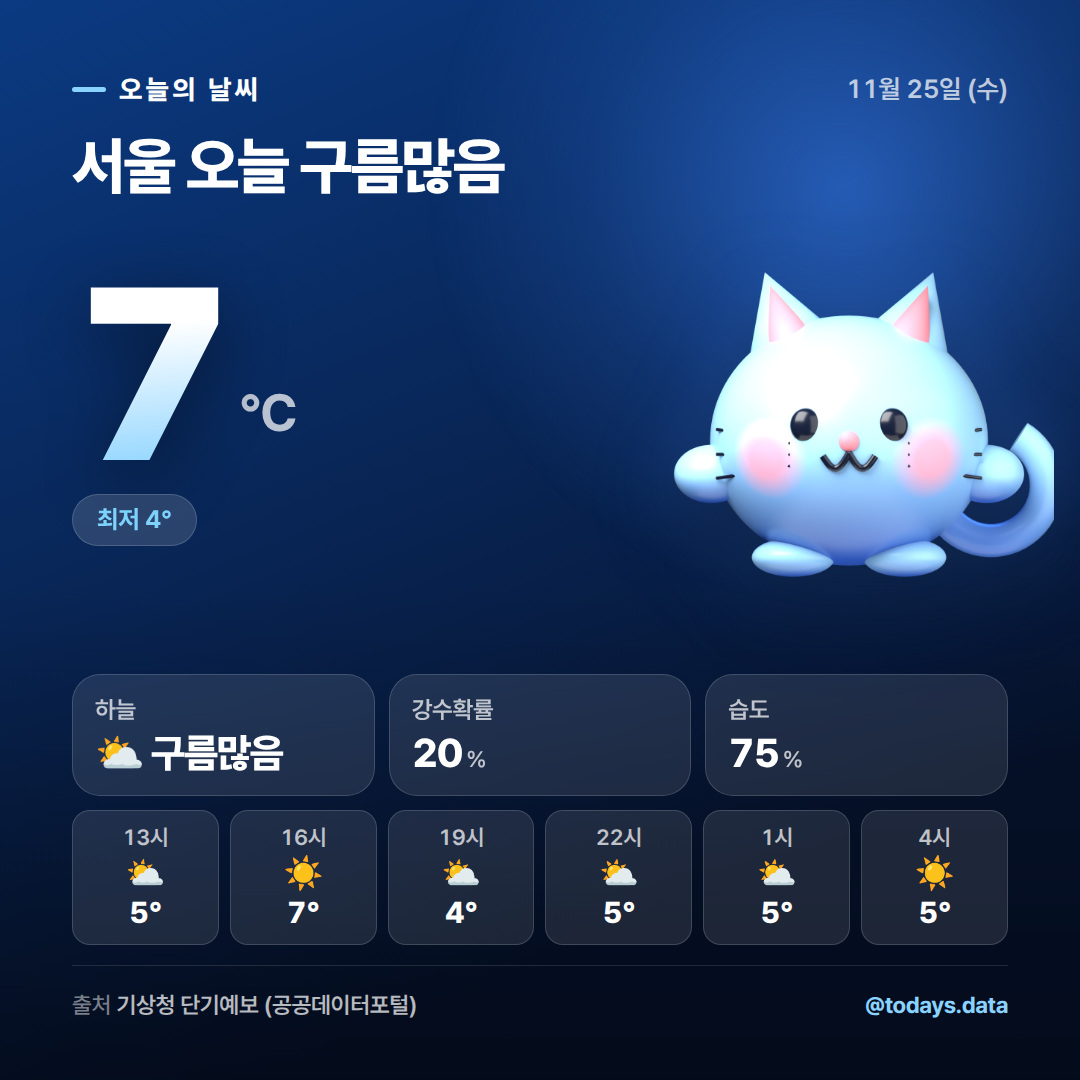 오늘의 날씨
11월 25일 (수)
서울 오늘 구름많음
7 °C
최저 4°
하늘
구름많음
강수확률
20 %
습도
75 %
13시
5°
16시
7°
19시
4°
22시
5°
1시
5°
4시
5°
출처 기상청 단기예보 (공공데이터포털)
@todays.data